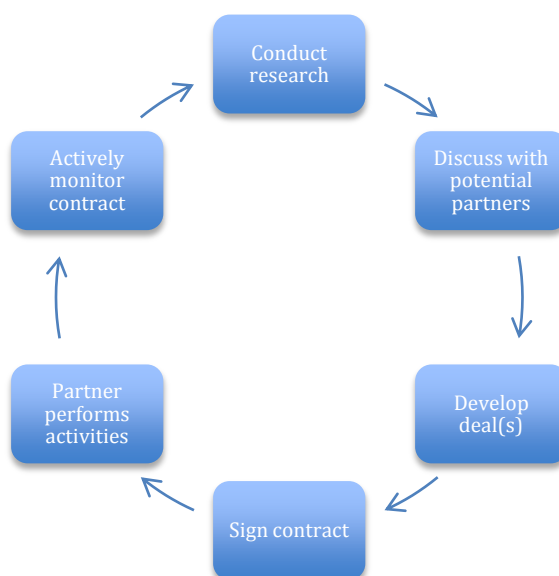 Conduct
research
Discuss with
potential
partners
Develop
deal(s)
Sign contract
Partner
performs
activities
Actively
monitor
contract